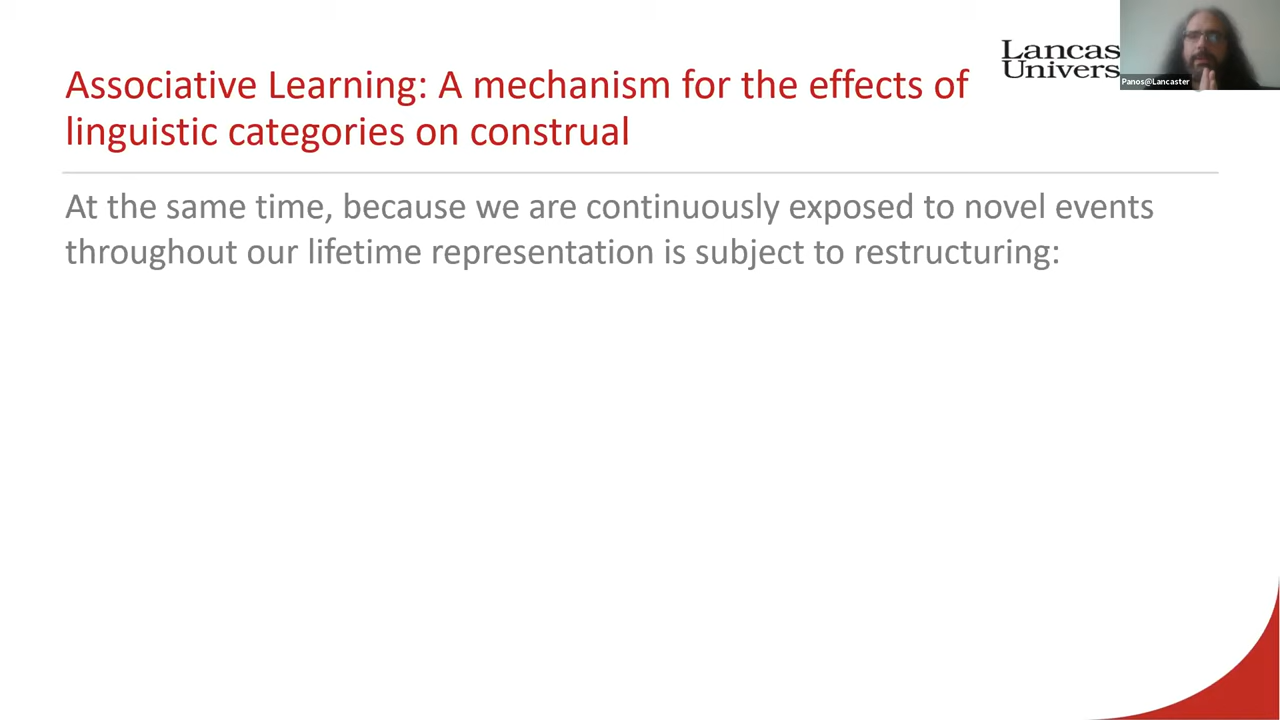 Associative Learning: A mechanism for the effects of
linguistic categories on construal
Lancas
Univers
Panos@Lancaster
At the same time, because we are continuously exposed to novel events
throughout our lifetime representation is subject to restructuring: